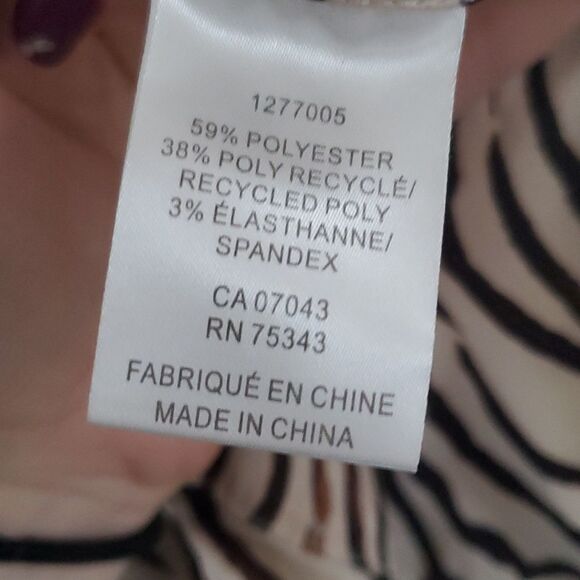 1277005
59% POLYESTER
38% POLY RECYCLÉ/
RECYCLED POLY
3% ÉLASTHANNE/
SPANDEX
CA 07043
RN 75343
FABRIQUÉ EN CHINE
MADE IN CHINA